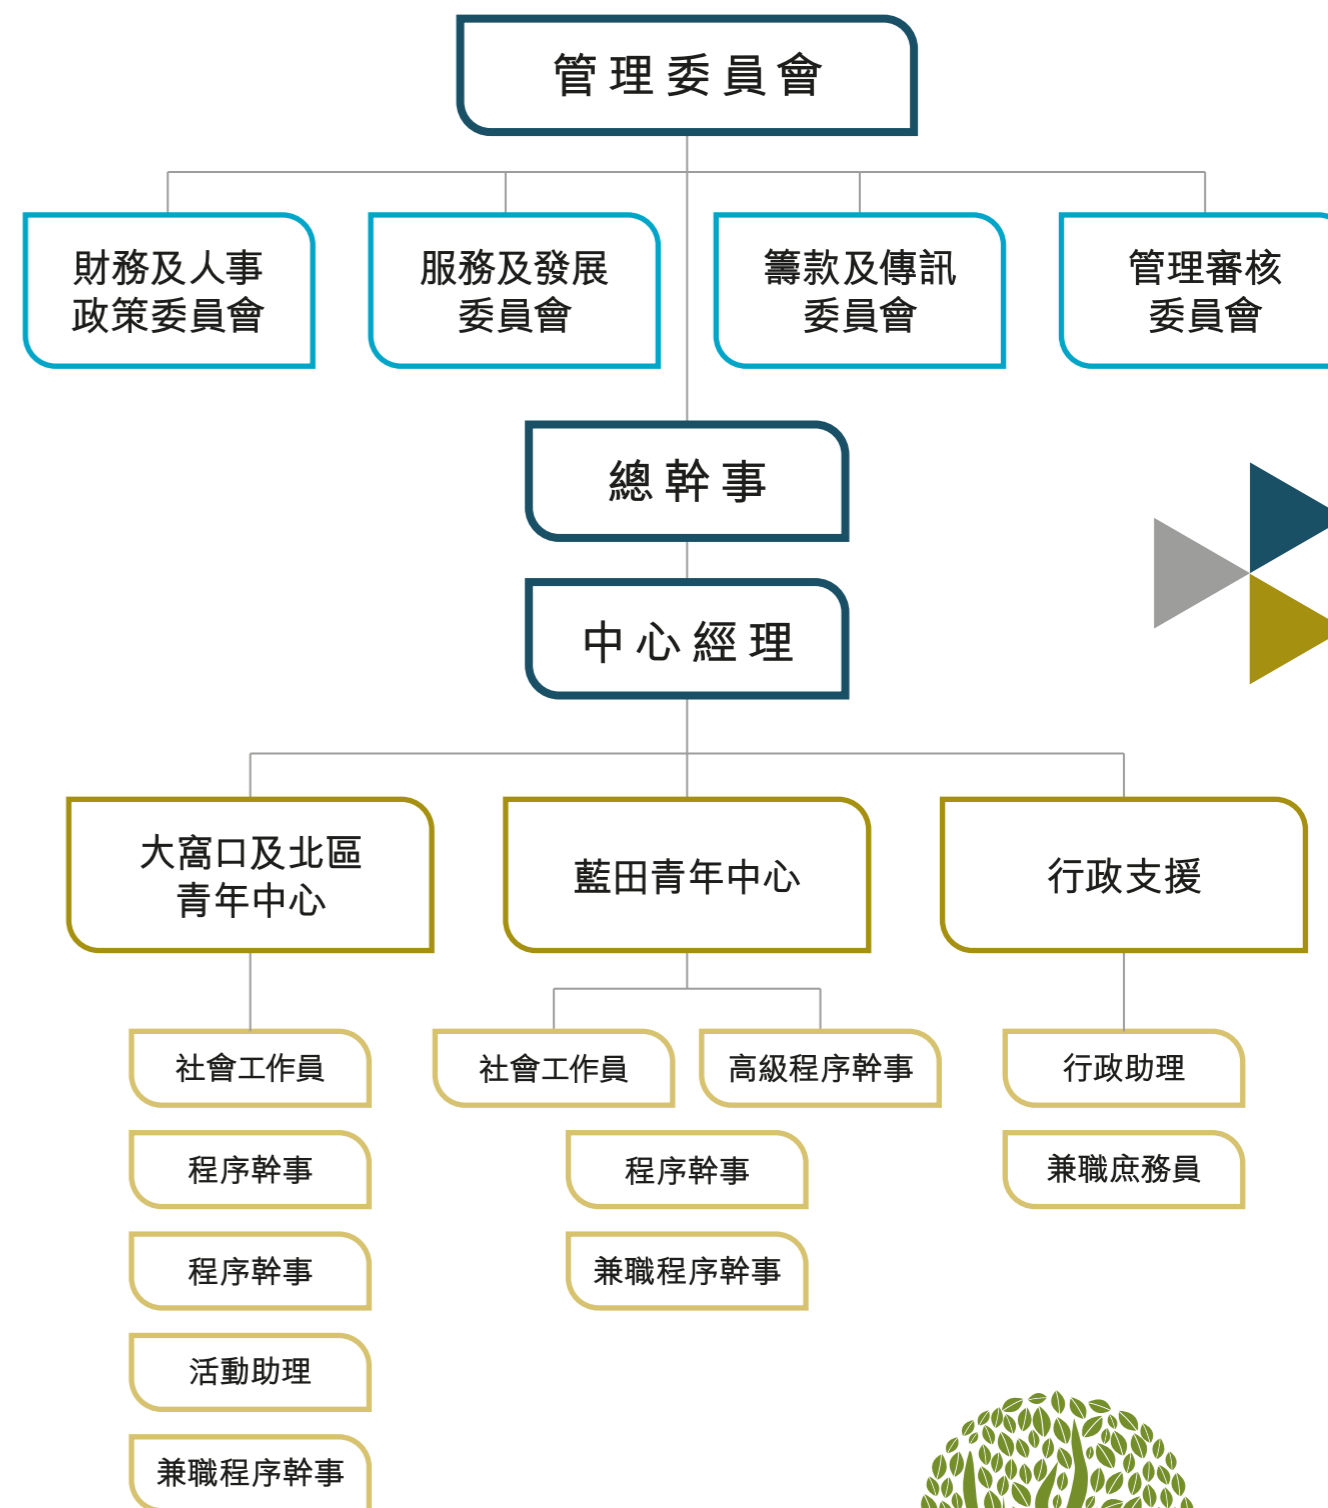 管理委員會
財務及人事
政策委員會
服務及發展
委員會
籌款及傳訊
委員會
管理審核
委員會
總幹事
中心經理
大窩口及北區
青年中心
藍田青年中心
行政支援
社會工作員
社會工作員
高級程序幹事
行政助理
程序幹事
程序幹事
兼職庶務員
程序幹事
兼職程序幹事
活動助理
兼職程序幹事